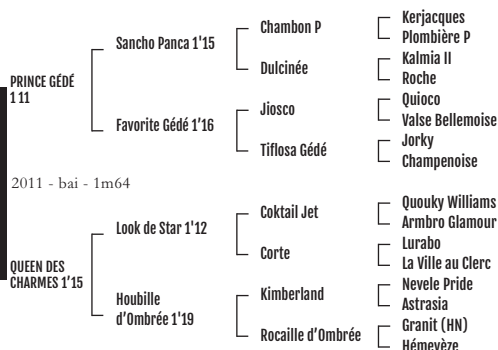 Kerjacques
Chambon P
Plombière P
Sancho Panca 1'15
Kalmia II
Dulcinée
Roche
PRINCE GÉDÉ
1 11
Quioco
Jiosco
Valse Bellemoise
Favorite Gédé 1'16
Jorky
Tiflosa Gédé
Champenoise
2011 - bai - 1m64
Quouky Williams
Coktail Jet
Armbro Glamour
Look de Star 1'12
Lurabo
Corte
La Ville au Clerc
QUEEN DES
CHARMES 1'15
Nevele Pride
Kimberland
Astrasia
Houbille
d'Ombrée 1'19
Granit (HN)
Rocaille d'Ombrée
Hémevèze